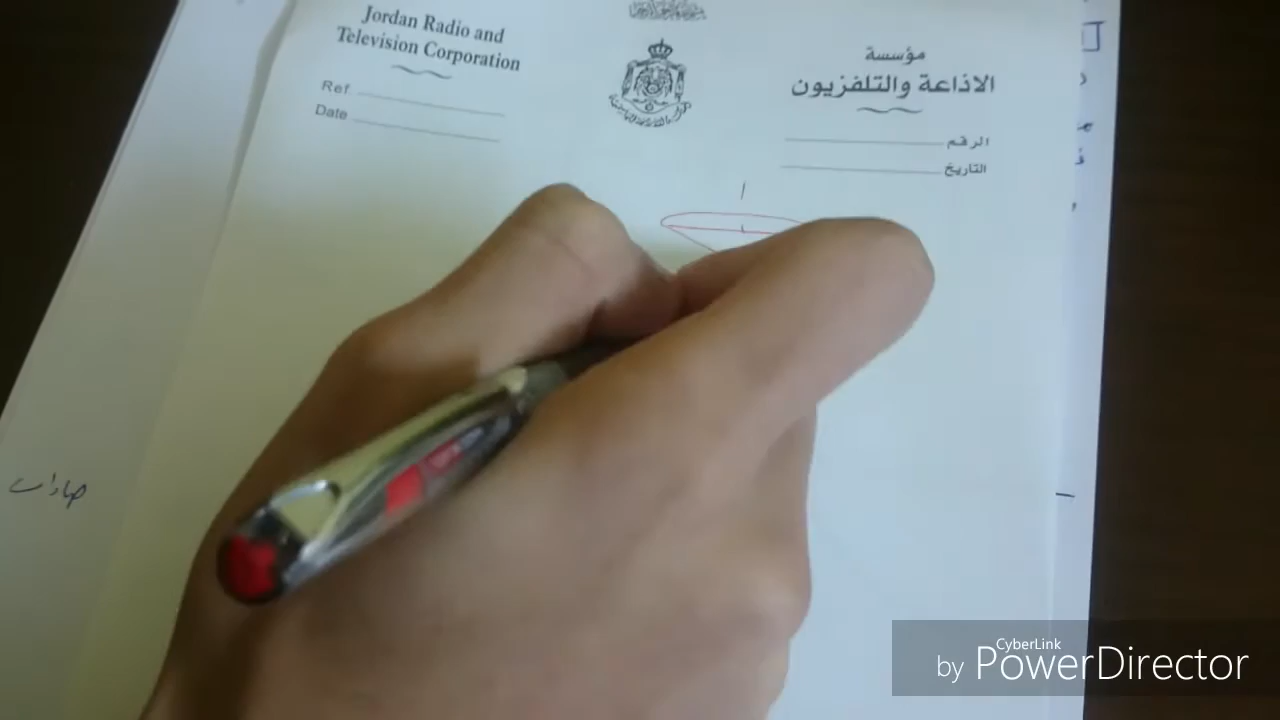 Jordan Radio and
Television Corporation
Ref
Date
مؤسسة
الاذاعة والتلفزيون
الرقم
التاريخ
CyberLink
by PowerDirector